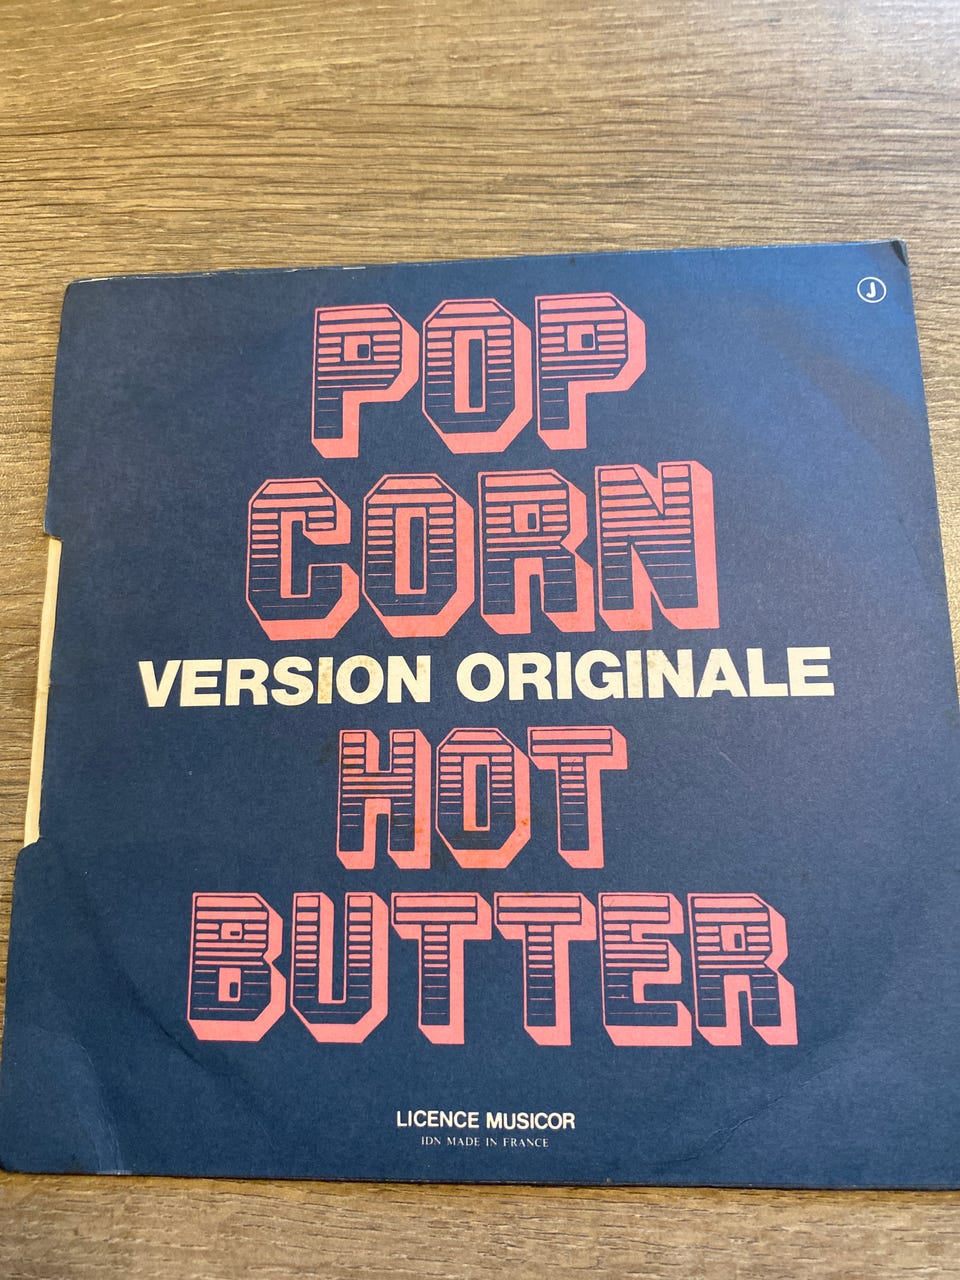 J
POP
CORN
VERSION ORIGINALE
HOT
BUTTER
LICENCE MUSICOR
IDN MADE IN FRANCE